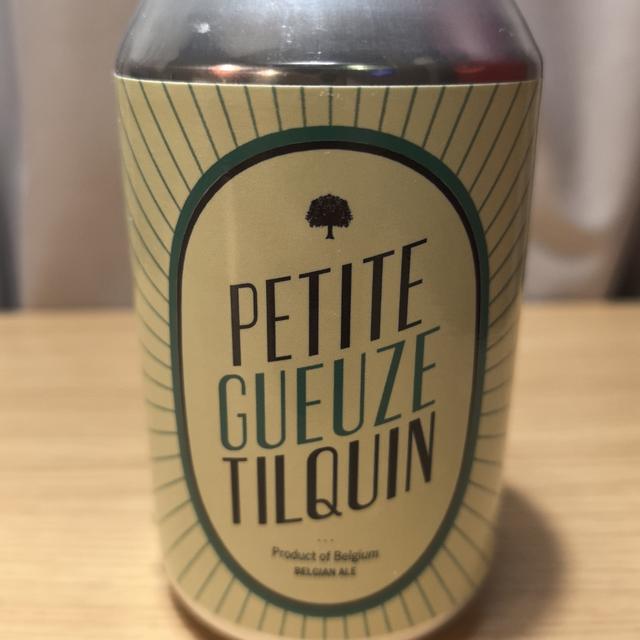 PETITE
GUEUZE
TILQUIN
Product of Belgium
BELGIAN ALE